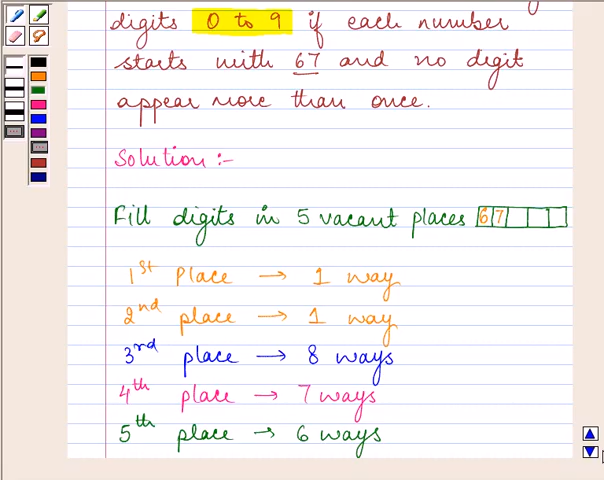 digits 0 to 9 if each number
starts with 67 and no digit
appear more than once.
Solution :-
Fill digits in 5 vacant places 67
1st Place → 1 way
2nd place → 1 way
3rd place → 8 ways
4th place → 7 ways
5th place → 6 ways